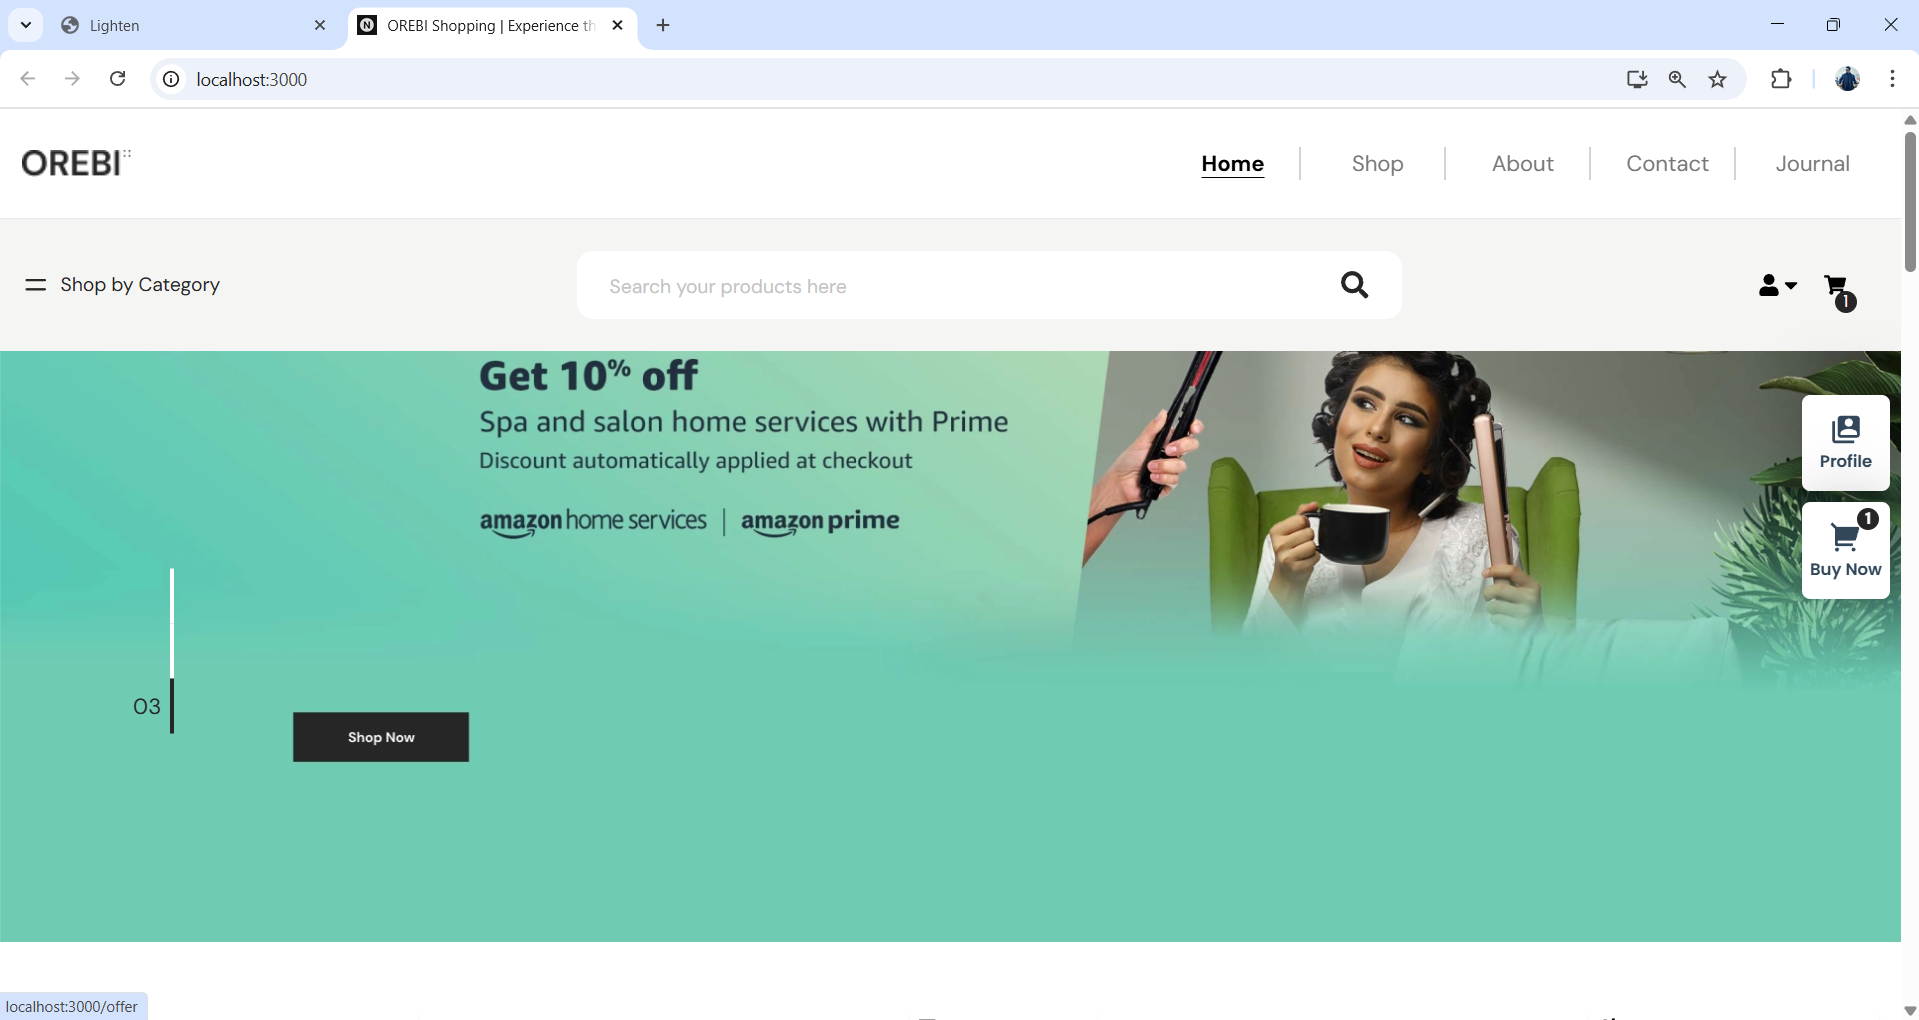 Lighten
OREBI Shopping | Experience th
localhost:3000
OREBI
Home
Shop
About
Contact
Journal
Shop by Category
Search your products here
1
Get 10% off
Spa and salon home services with Prime
Discount automatically applied at checkout
amazon home services | amazon prime
Profile
1
Buy Now
03
Shop Now
localhost:3000/offer